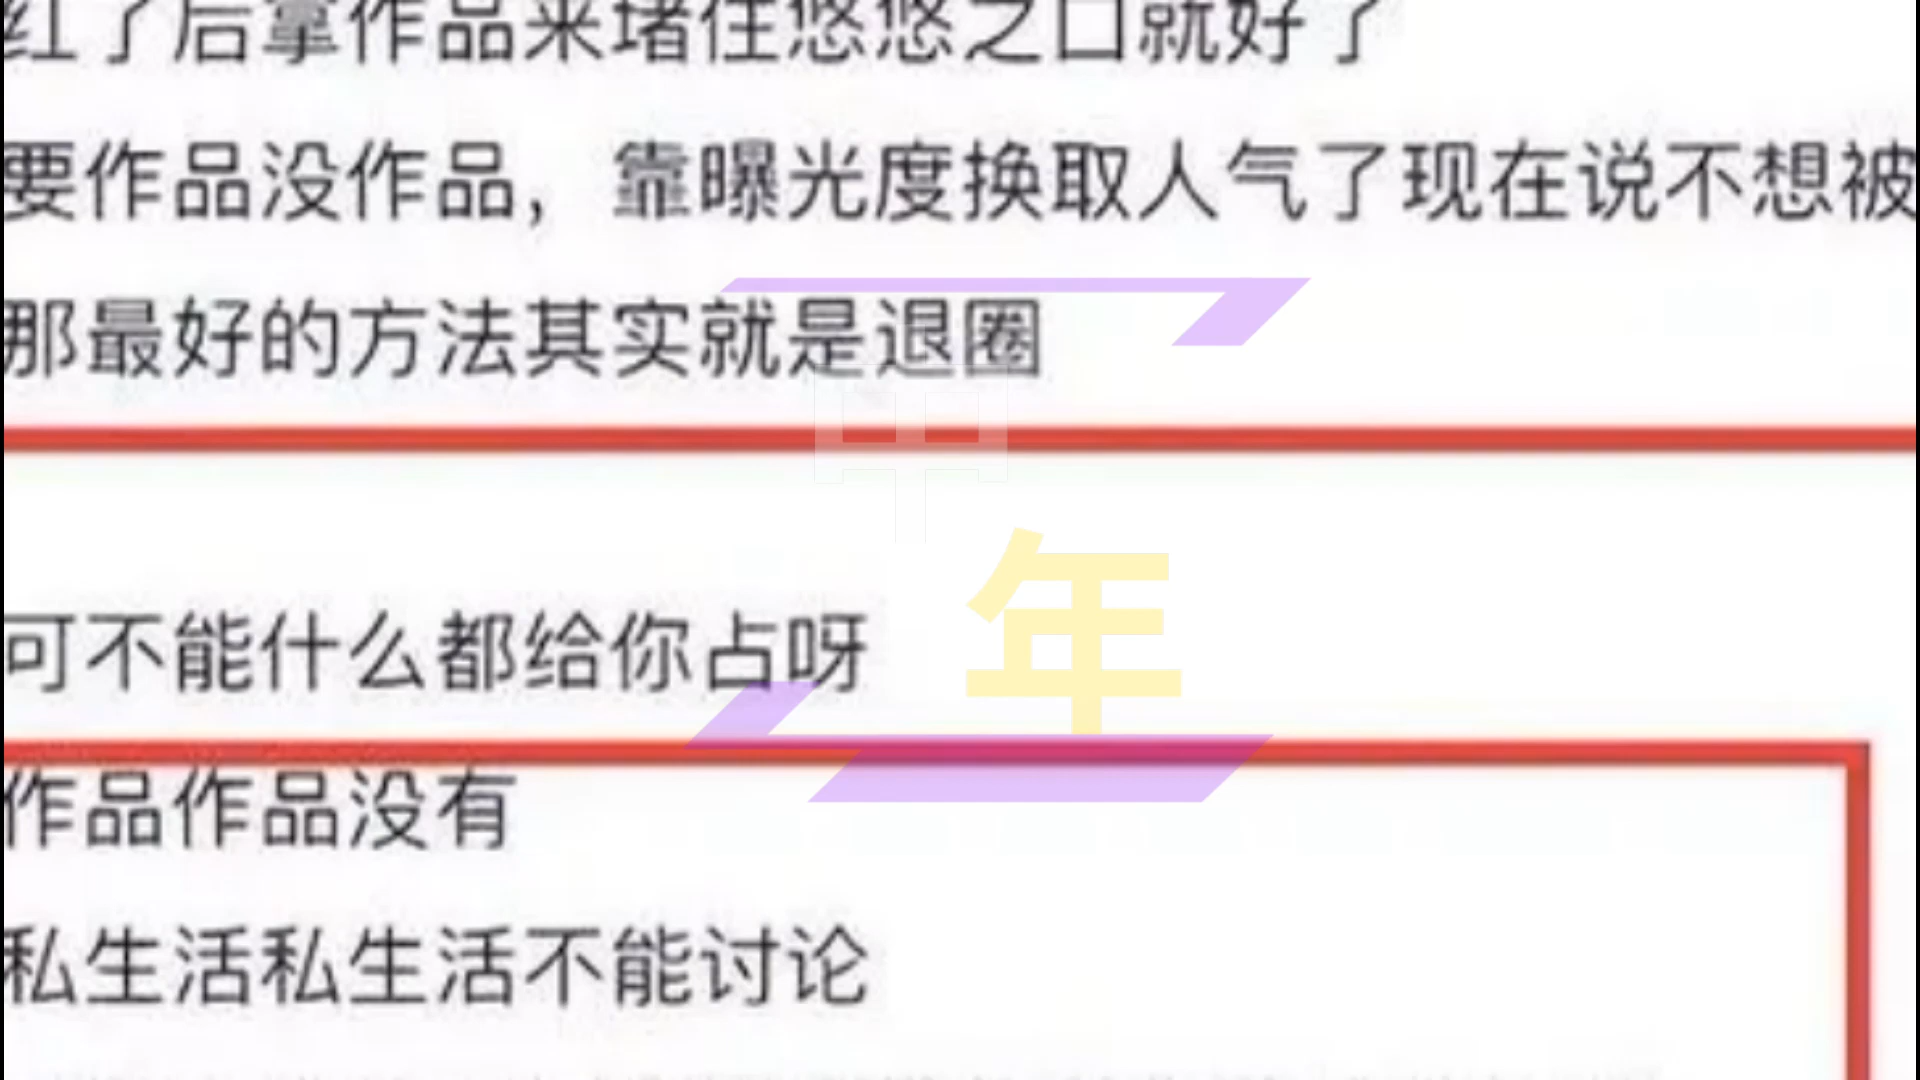 红了后拿作品来堵住悠悠之口就好了
要作品没作品，靠曝光度换取人气了现在说不想被
那最好的方法其实就是退圈
中
年
可不能什么都给你占呀
作品作品没有
私生活私生活不能讨论